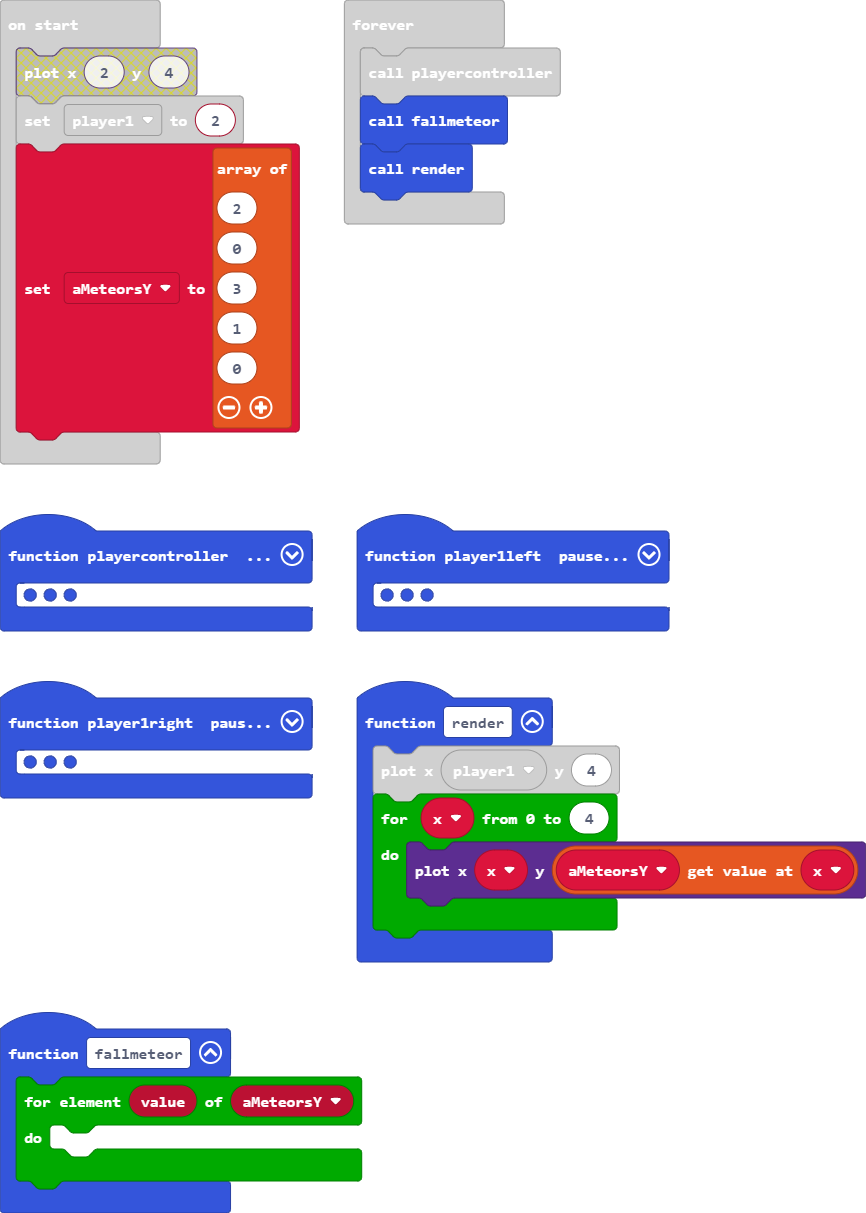 on start
plot x 2 y 4
set player1 to 2
set aMeteorsY to array of
2
0
3
1
0
forever
call playercontroller
call fallmeteor
call render
function playercontroller ...
function player1left pause...
function player1right paus...
function render
plot x player1 y 4
for x from 0 to 4
do
plot x x y aMeteorsY get value at x
function fallmeteor
for element value of aMeteorsY
do